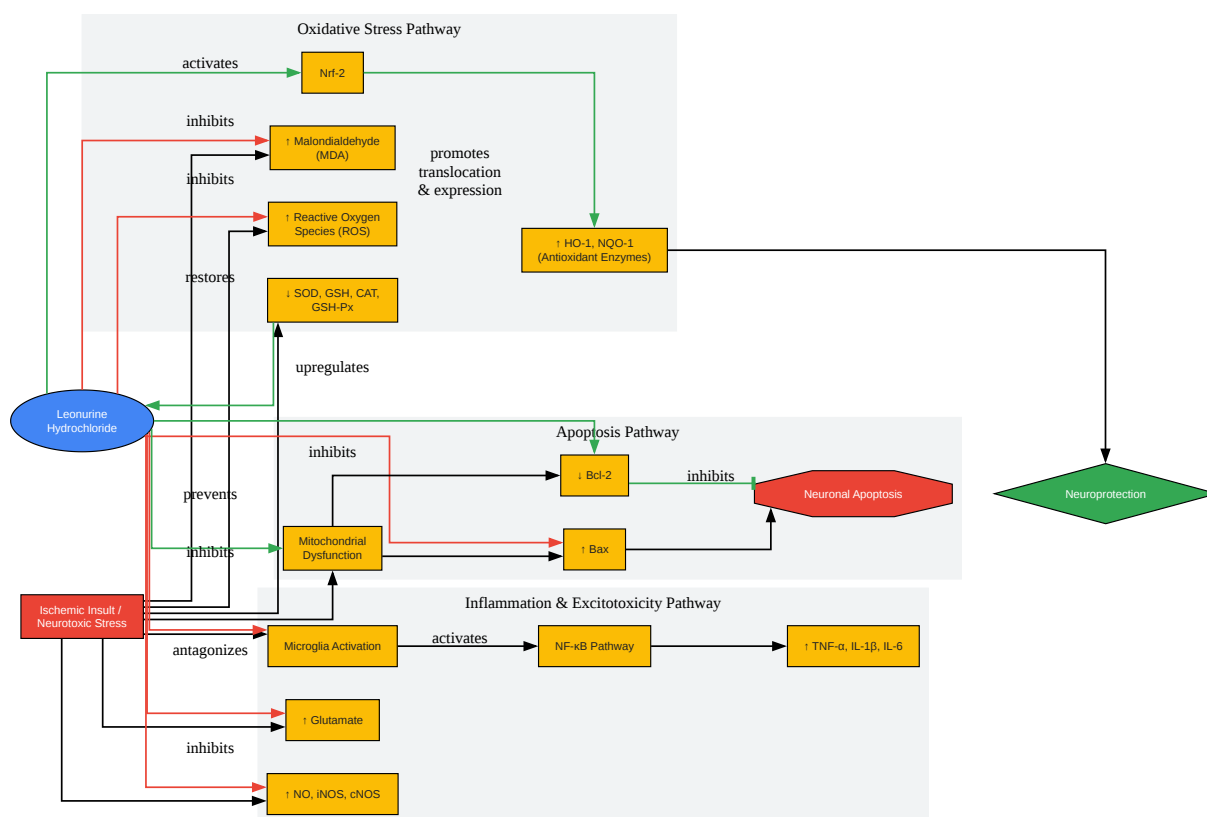 Oxidative Stress Pathway
activates
Nrf-2
inhibits
↑ Malondialdehyde
(MDA)
promotes
translocation
& expression
inhibits
↑ Reactive Oxygen
Species (ROS)
↑ HO-1, NQO-1
(Antioxidant Enzymes)
restores
↓ SOD, GSH, CAT,
GSH-Px
upregulates
Leonurine
Hydrochloride
Apoptosis Pathway
inhibits
↓ Bcl-2
inhibits
Neuronal Apoptosis
Neuroprotection
prevents
Mitochondrial
Dysfunction
↑ Bax
inhibits
Ischemic Insult /
Neurotoxic Stress
Inflammation & Excitotoxicity Pathway
antagonizes
Microglia Activation
activates
NF-κB Pathway
↑ TNF-α, IL-1β, IL-6
↑ Glutamate
inhibits
↑ NO, iNOS, cNOS